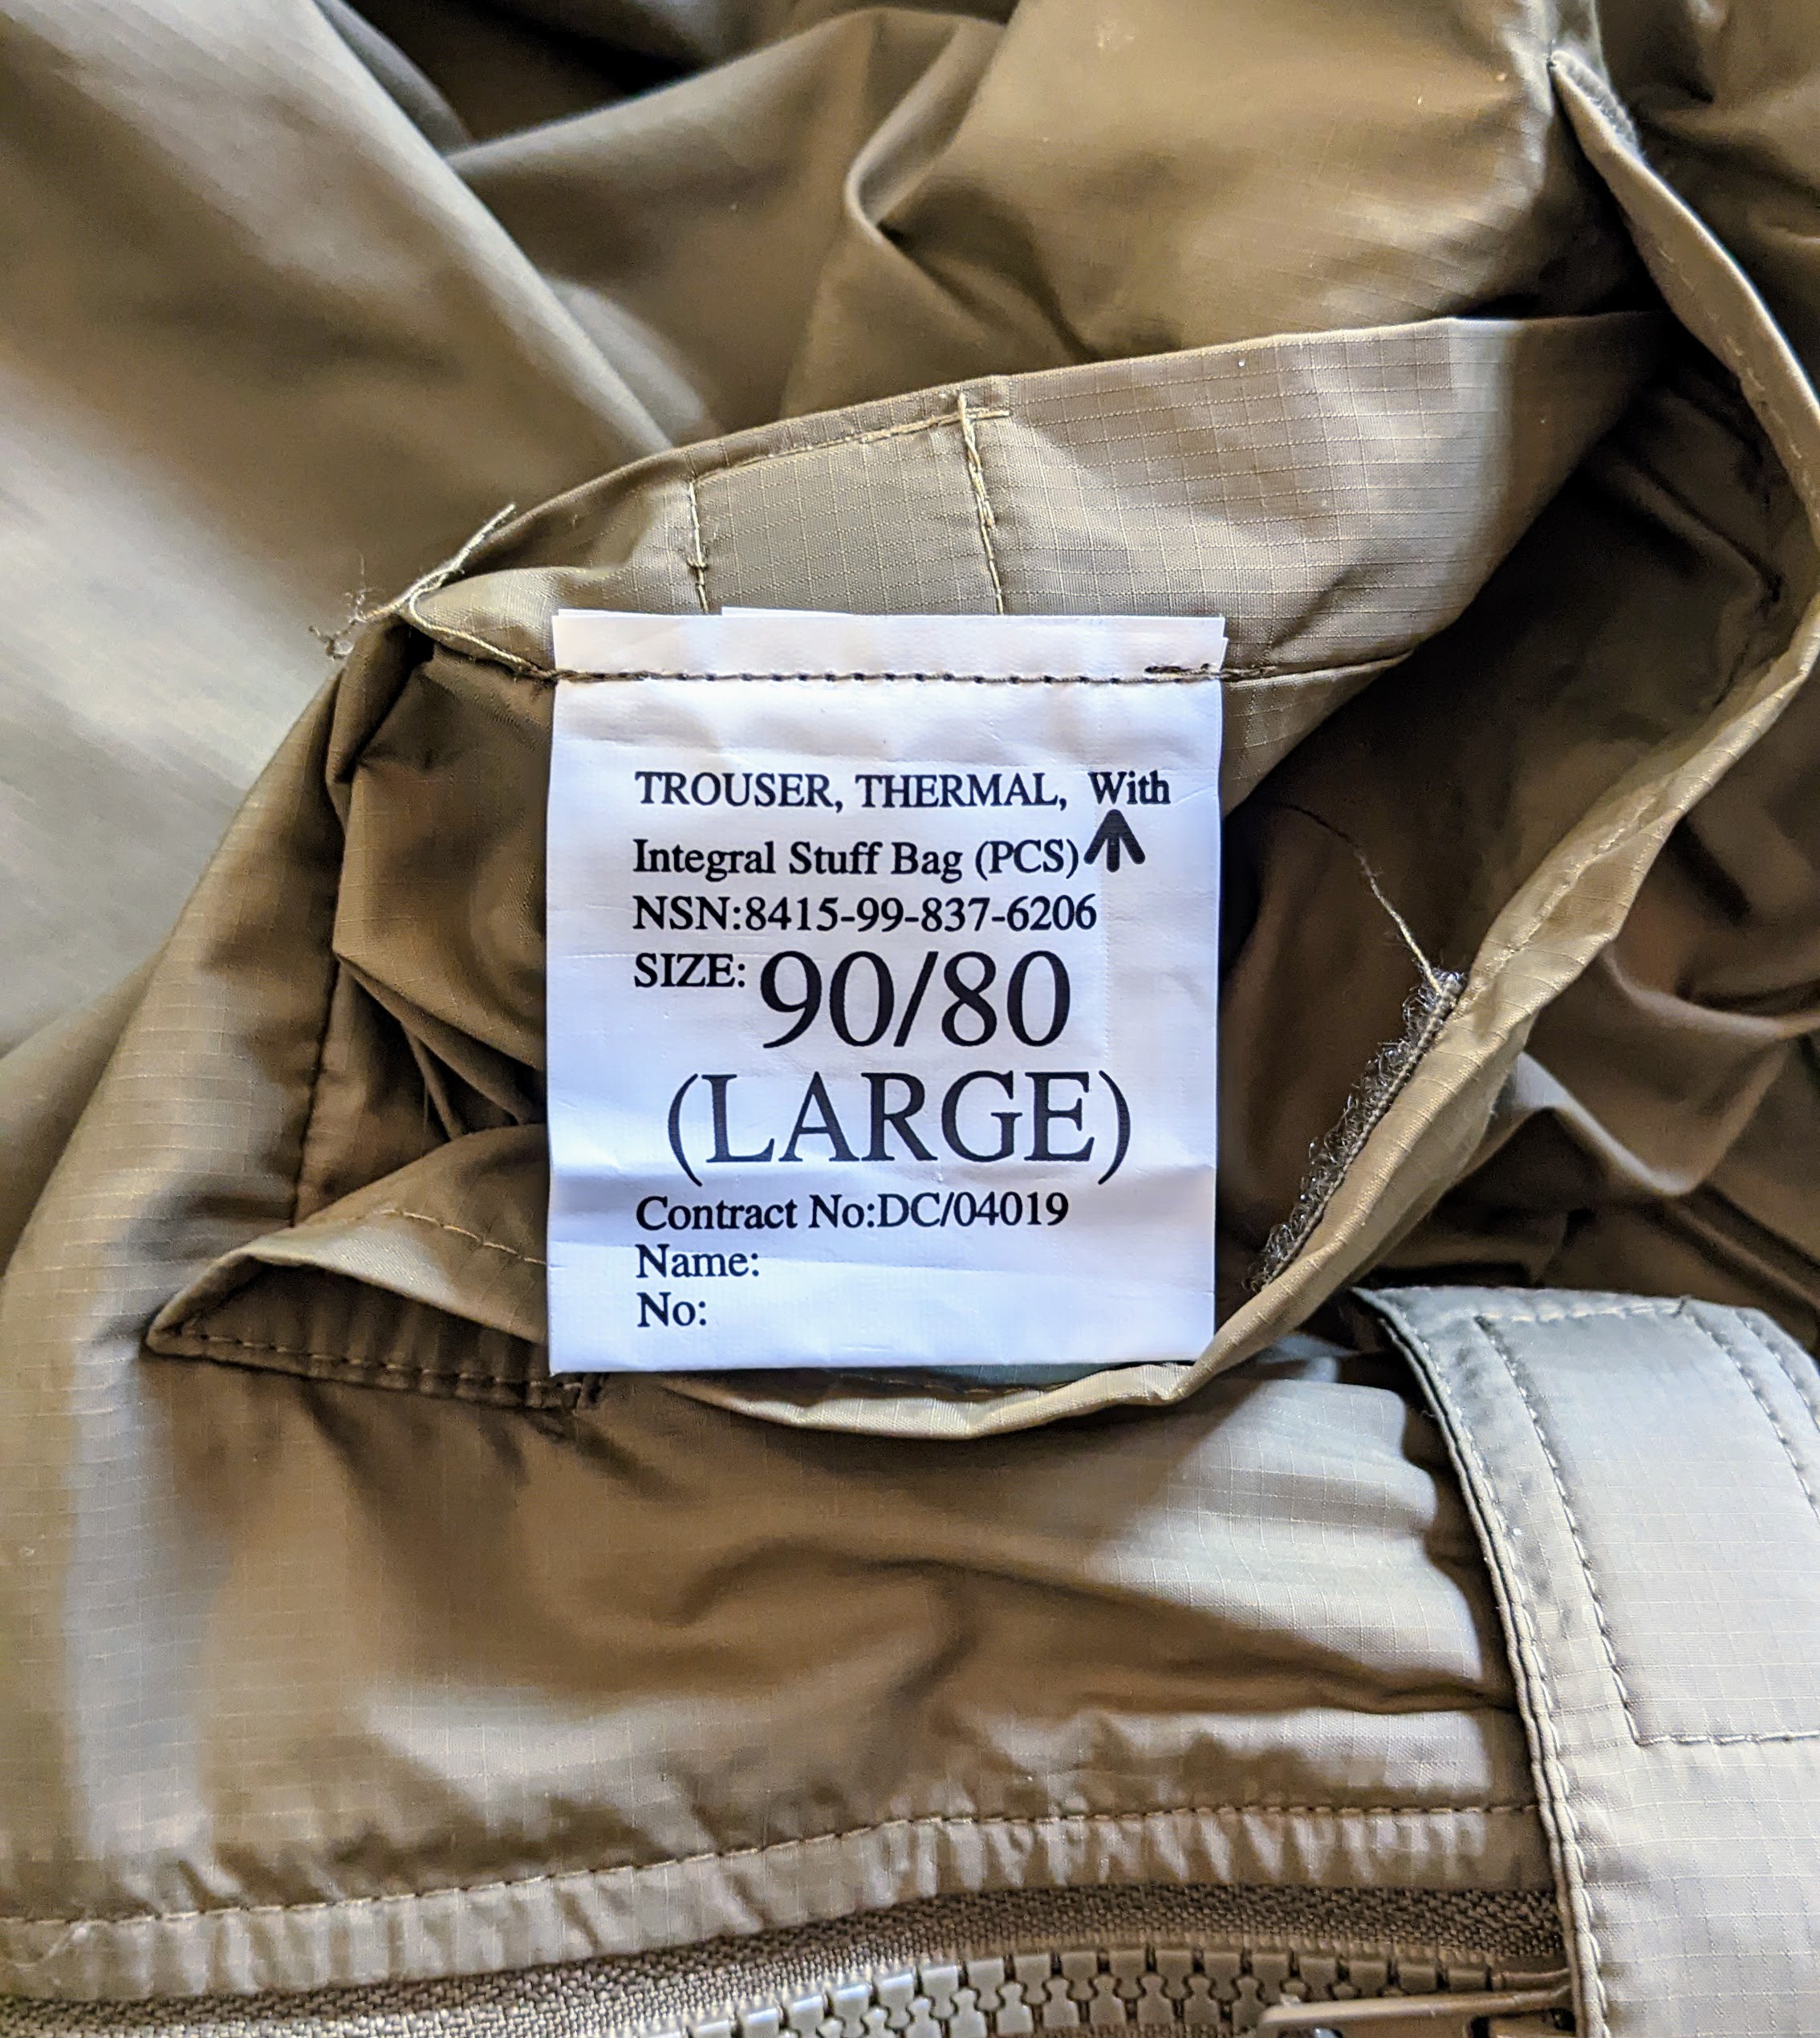 TROUSER, THERMAL, With
Integral Stuff Bag (PCS)
NSN:8415-99-837-6206
SIZE: 90/80
(LARGE)
Contract No:DC/04019
Name:
No: